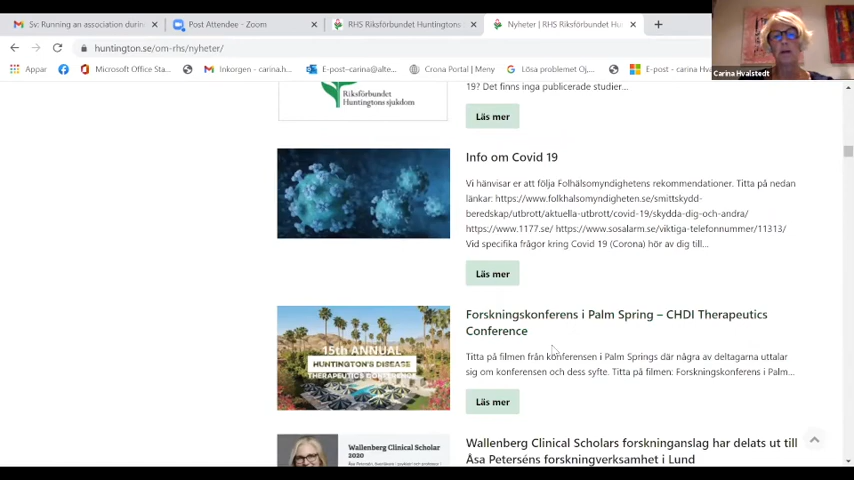 Sv: Running an association durin
Post Attendee - Zoom
RHS Riksförbundet Huntingtons
Nyheter | RHS Riksförbundet Hun
huntington.se/om-rhs/nyheter/
Appar
Microsoft Office Sta...
Inkorgen - carina.h...
E-post–carina@alte...
Crona Portal | Meny
Lösa problemet Oj,...
E-post - carina Hva
Carina Hvalstedt
Riksförbundet
Huntingtons sjukdom
19? Det finns inga publicerade studier...
Läs mer
Info om Covid 19
Vi hänvisar er att följa Folhälsomyndighetens rekommendationer. Titta på nedan
länkar: https://www.folkhalsomyndigheten.se/smittskydd-
beredskap/utbrott/aktuella-utbrott/covid-19/skydda-dig-och-andra/
https://www.1177.se/ https://www.sosalarm.se/viktiga-telefonnummer/11313/
Vid specifika frågor kring Covid 19 (Corona) hör av dig till...
Läs mer
Forskningskonferens i Palm Spring – CHDI Therapeutics
Conference
15th ANNUAL
HUNTINGTON'S DISEASE
THERAPEUTICS CONFERENCE
Titta på filmen från konferensen i Palm Springs där några av deltagarna uttalar
sig om konferensen och dess syfte. Titta på filmen: Forskningskonferens i Palm...
Läs mer
Wallenberg Clinical Scholar
2020
Wallenberg Clinical Scholars forskninganslag har delats ut till
Åsa Peterséns forskningverksamhet i Lund